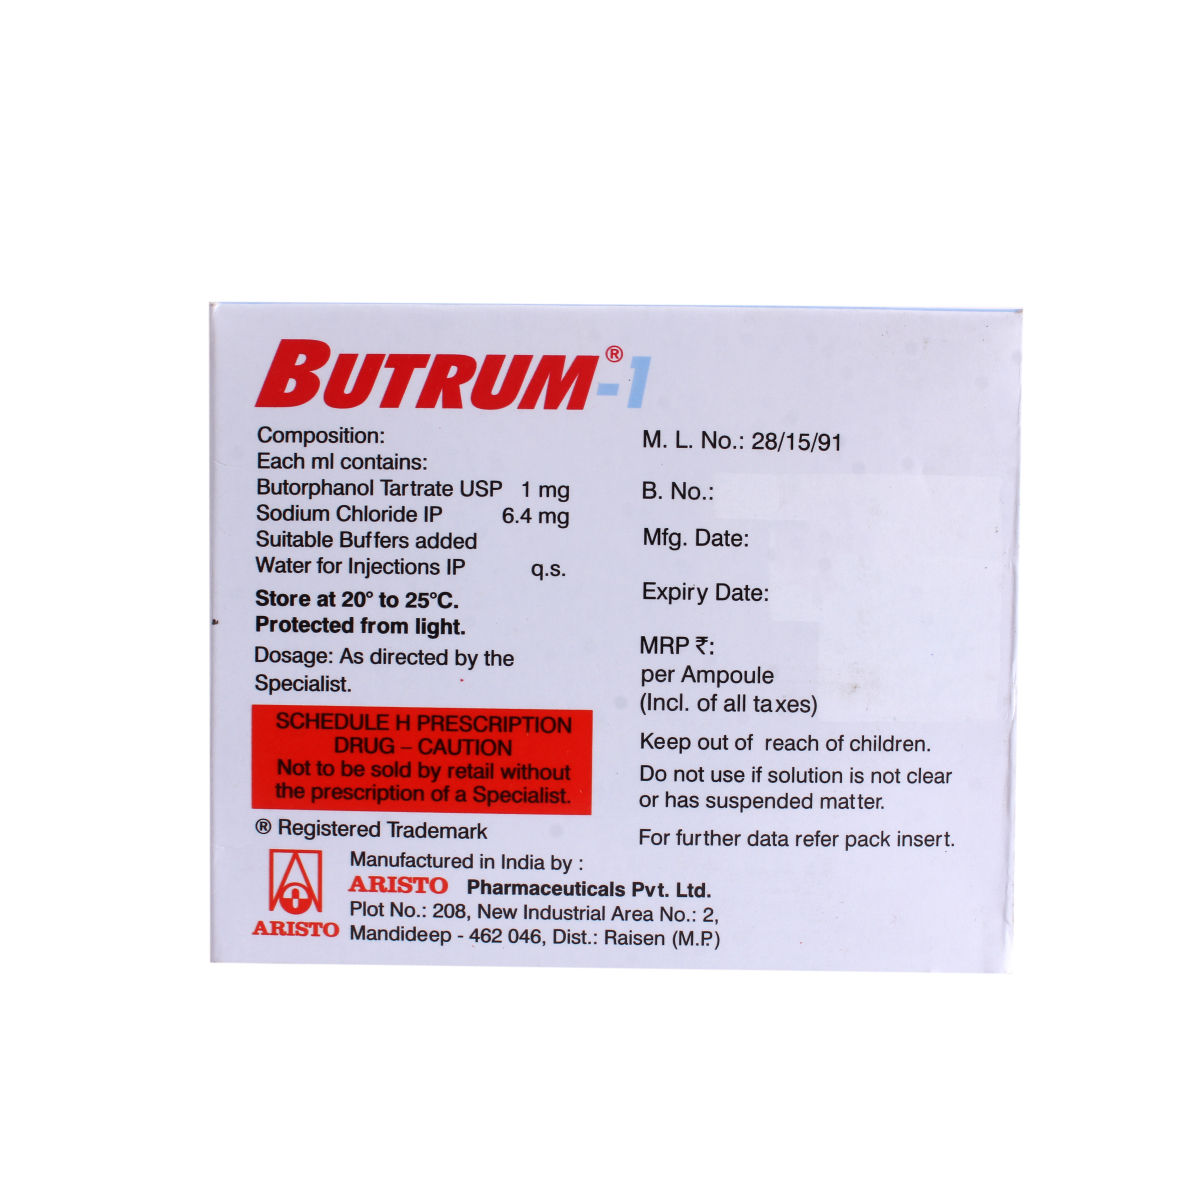 BUTRUM®-1
Composition:
Each ml contains:
Butorphanol Tartrate USP 1 mg
Sodium Chloride IP 6.4 mg
Suitable Buffers added
Water for Injections IP q.s.
Store at 20° to 25°C.
Protected from light.
Dosage: As directed by the
Specialist.
SCHEDULE H PRESCRIPTION
DRUG – CAUTION
Not to be sold by retail without
the prescription of a Specialist.
® Registered Trademark
ARISTO
Manufactured in India by :
ARISTO Pharmaceuticals Pvt. Ltd.
Plot No.: 208, New Industrial Area No.: 2,
Mandideep - 462 046, Dist.: Raisen (M.P.)
M. L. No.: 28/15/91
B. No.:
Mfg. Date:
Expiry Date:
MRP ₹:
per Ampoule
(Incl. of all taxes)
Keep out of reach of children.
Do not use if solution is not clear
or has suspended matter.
For further data refer pack insert.